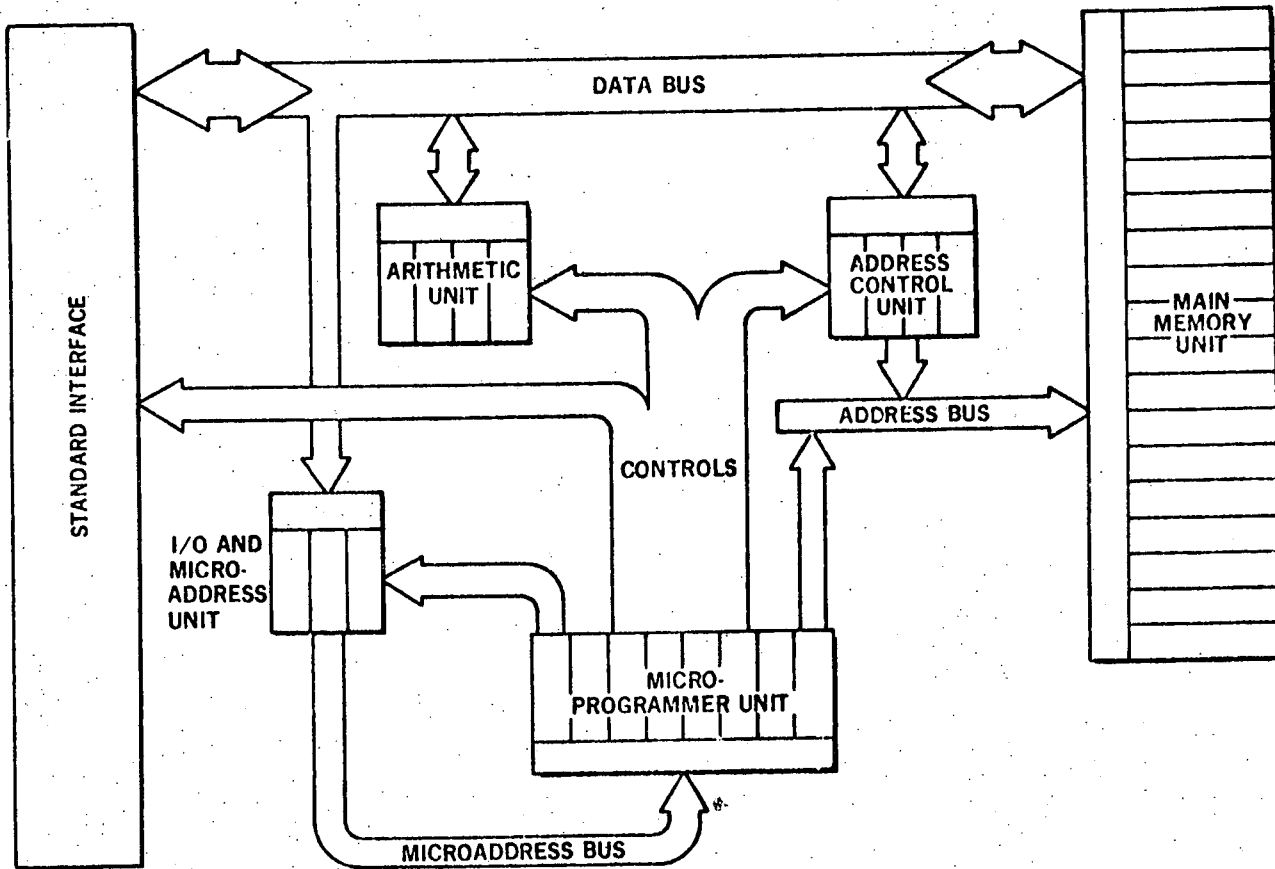 DATA BUS
STANDARD INTERFACE
ARITHMETIC
UNIT
ADDRESS
CONTROL
UNIT
MAIN
MEMORY
UNIT
ADDRESS BUS
CONTROLS
I/O AND
MICRO-
ADDRESS
UNIT
MICRO-
PROGRAMMER UNIT
MICROADDRESS BUS